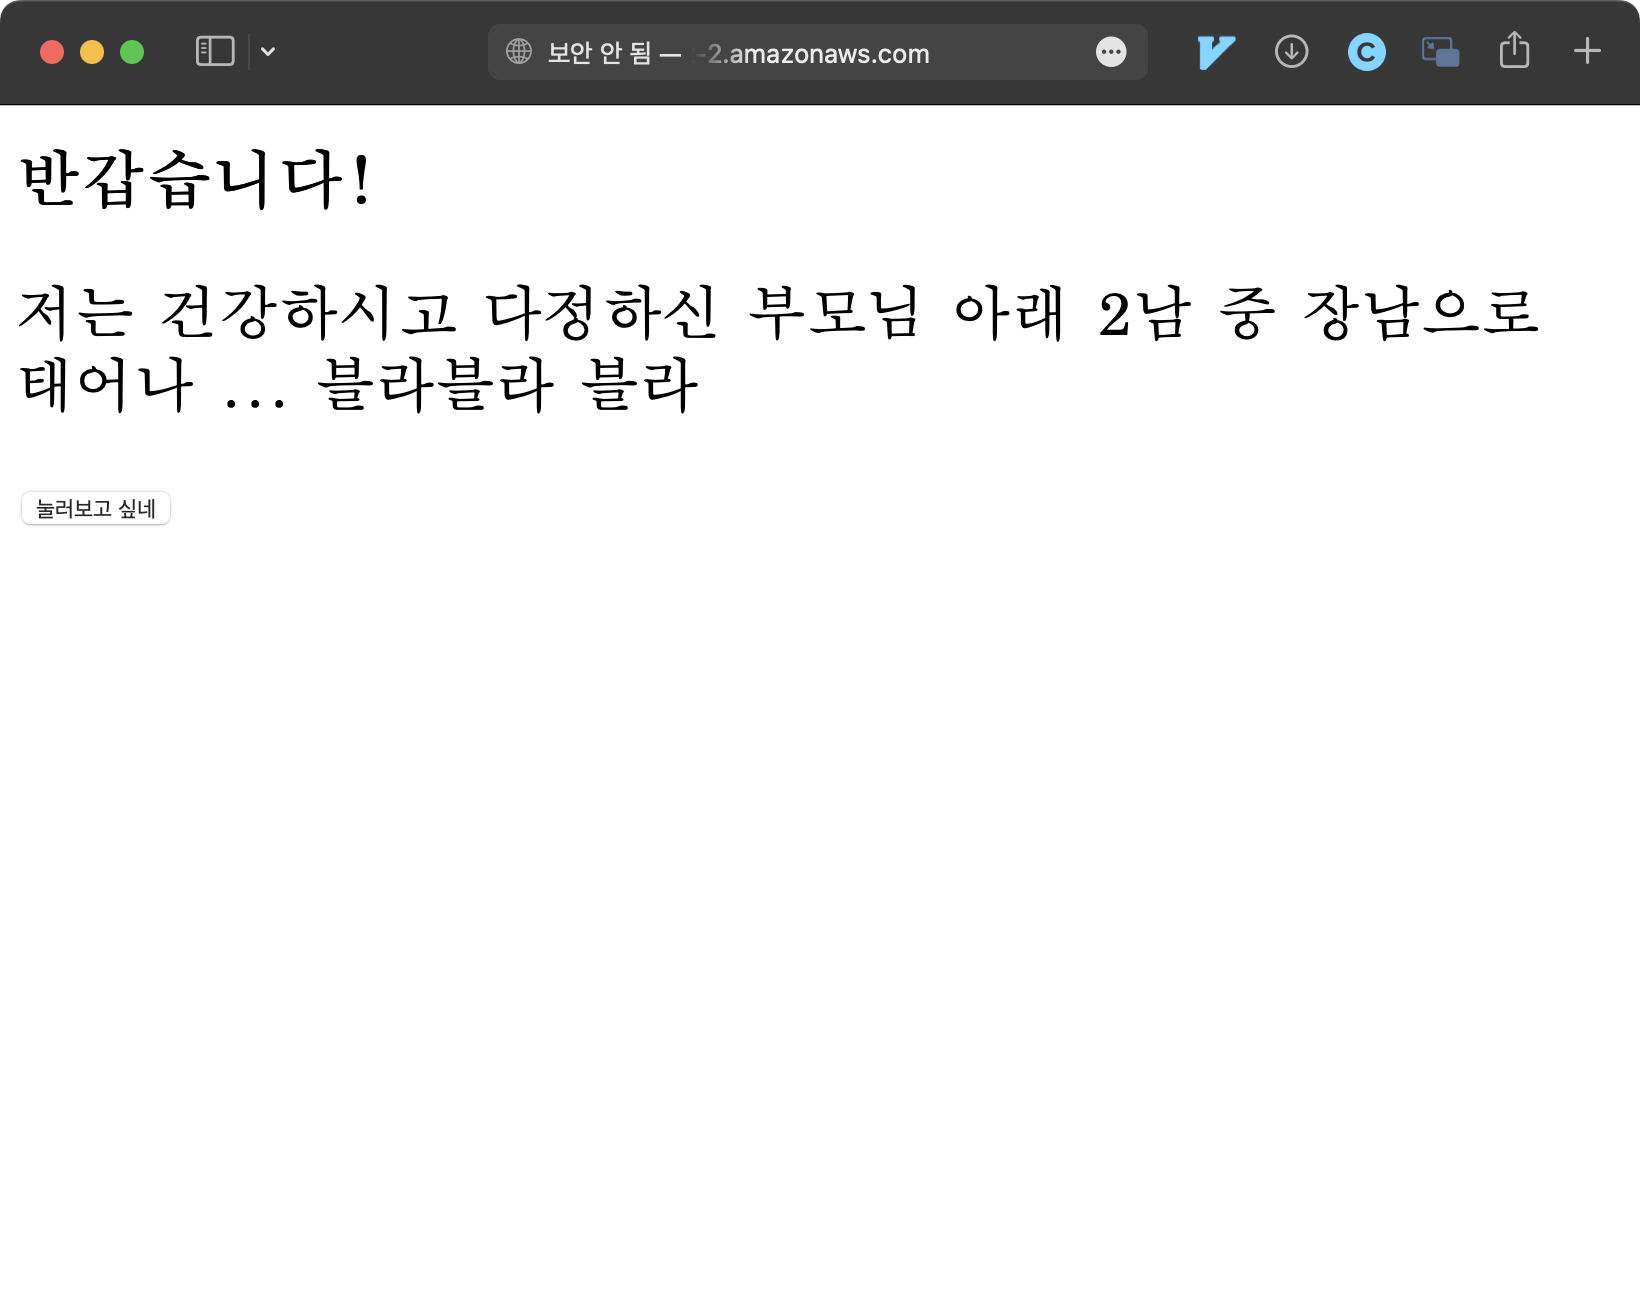 보안 안 됨 — -2.amazonaws.com
반갑습니다!
저는 건강하시고 다정하신 부모님 아래 2남 중 장남으로
태어나 ... 블라블라 블라
눌러보고 싶네